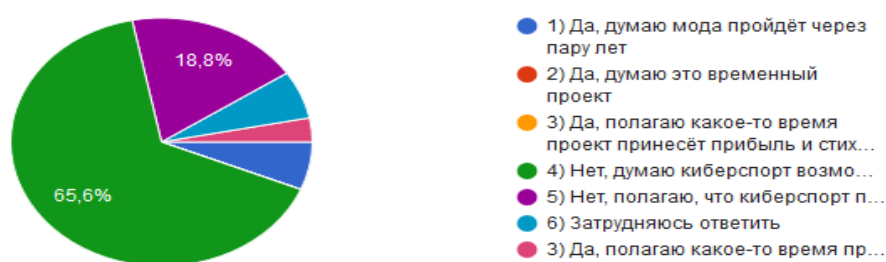 18,8%
65,6%
1) Да, думаю мода пройдёт через
пару лет
2) Да, думаю это временный
проект
3) Да, полагаю какое-то время
проект принесёт прибыль и стих...
4) Нет, думаю киберспорт возмо...
5) Нет, полагаю, что киберспорт п...
6) Затрудняюсь ответить
3) Да, полагаю какое-то время пр...